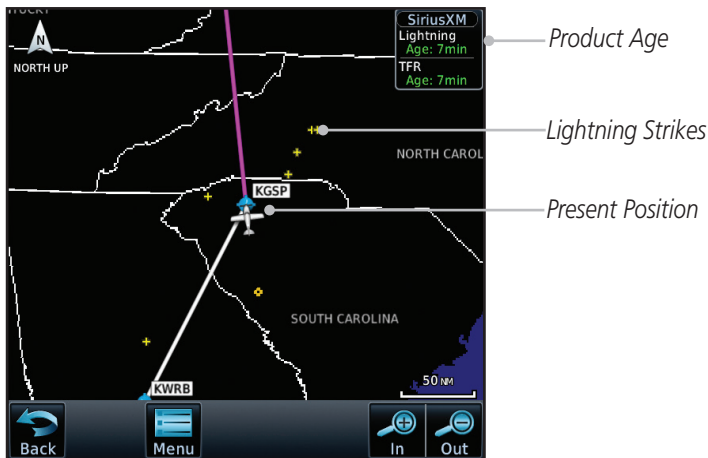 TUCKY
N
NORTH UP
SiriusXM
Lightning
Age: 7min
TFR
Age: 7min
Product Age
Lightning Strikes
NORTH CAROL
KGSP
Present Position
SOUTH CAROLINA
50 NM
KWRB
Back
Menu
In
Out